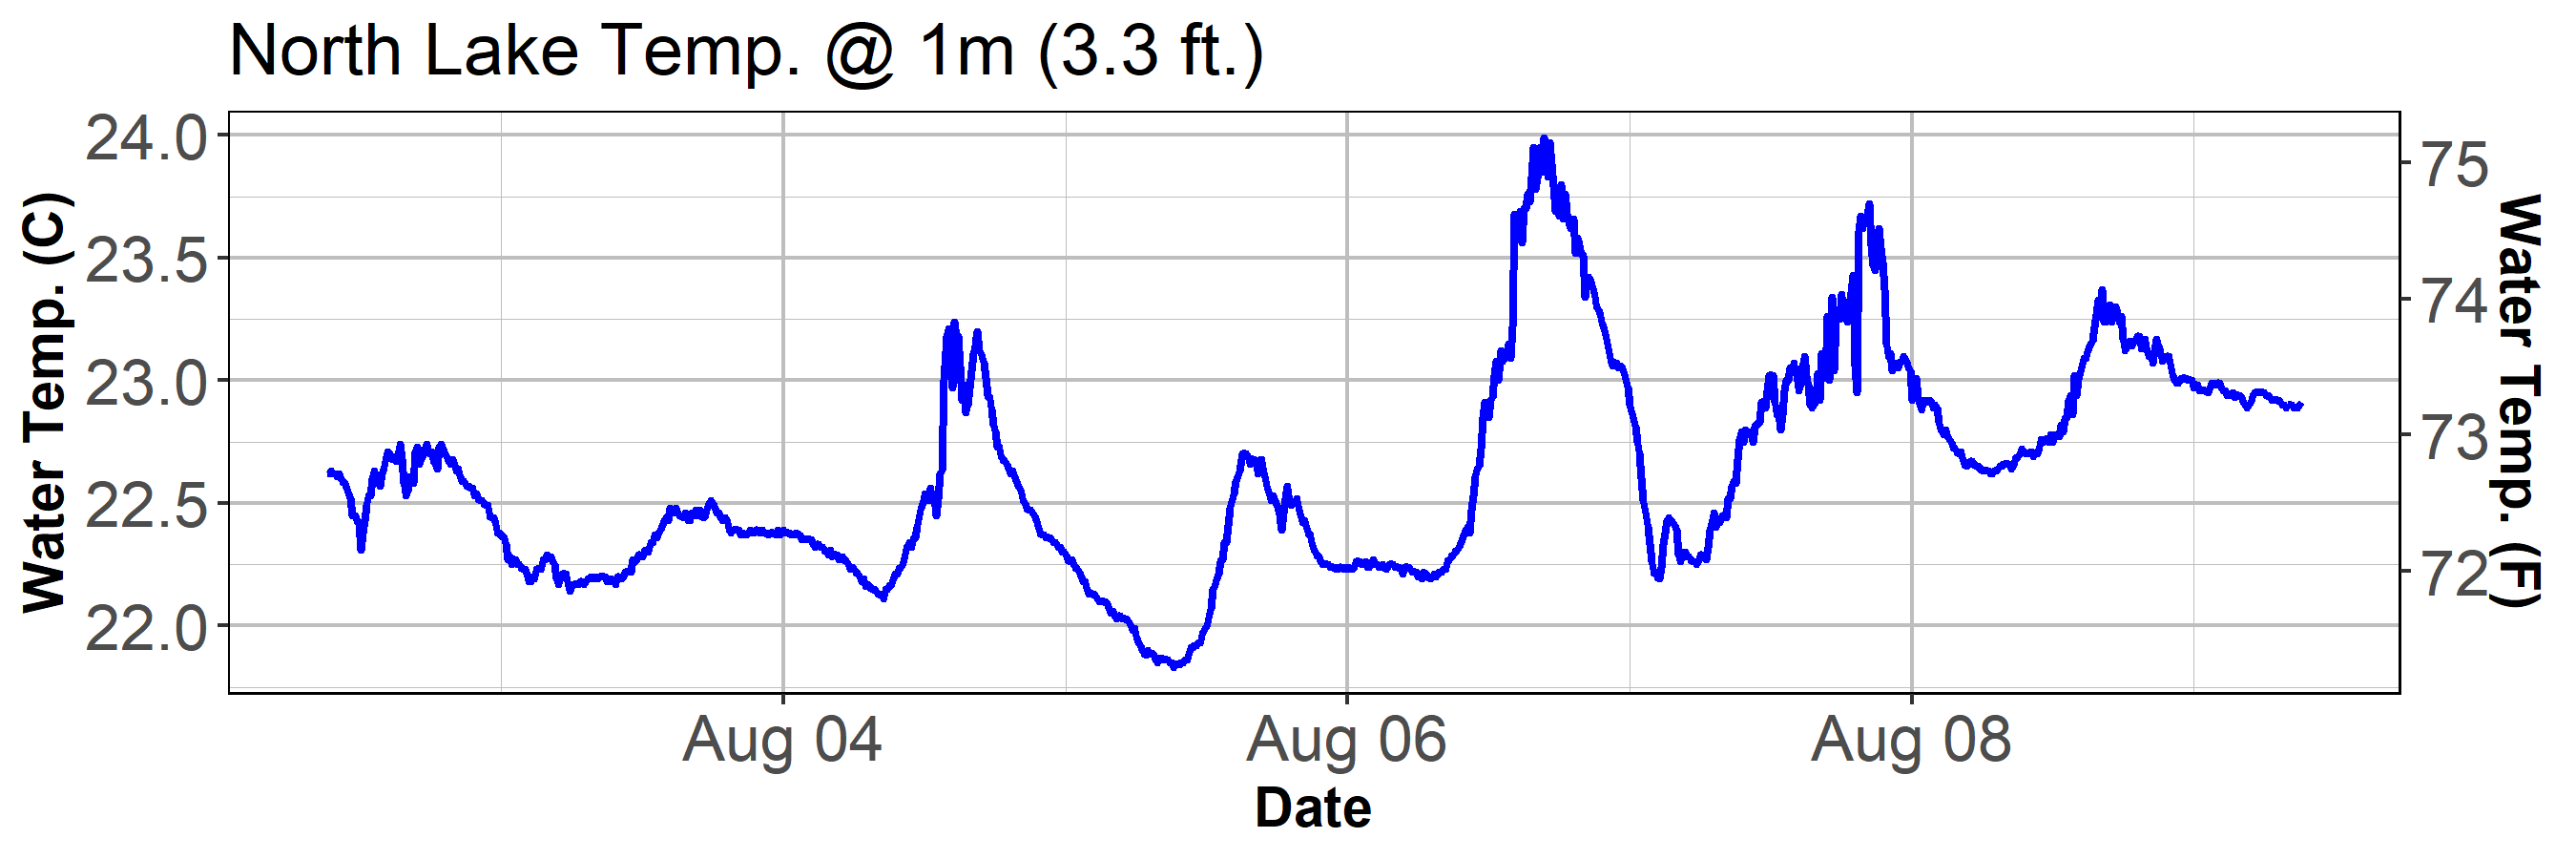 North Lake Temp. @ 1m (3.3 ft.)
24.0
23.5
23.0
22.5
22.0
Water Temp. (C)
75
74
73
72
Water Temp. (F)
Aug 04
Aug 06
Aug 08
Date